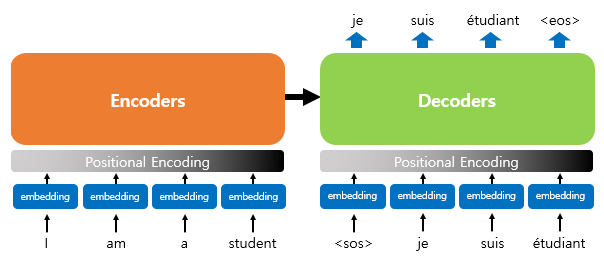 je suis étudiant <eos>
Encoders
Decoders
Positional Encoding
Positional Encoding
embedding embedding embedding embedding
embedding embedding embedding embedding
I am a student
<sos> je suis étudiant